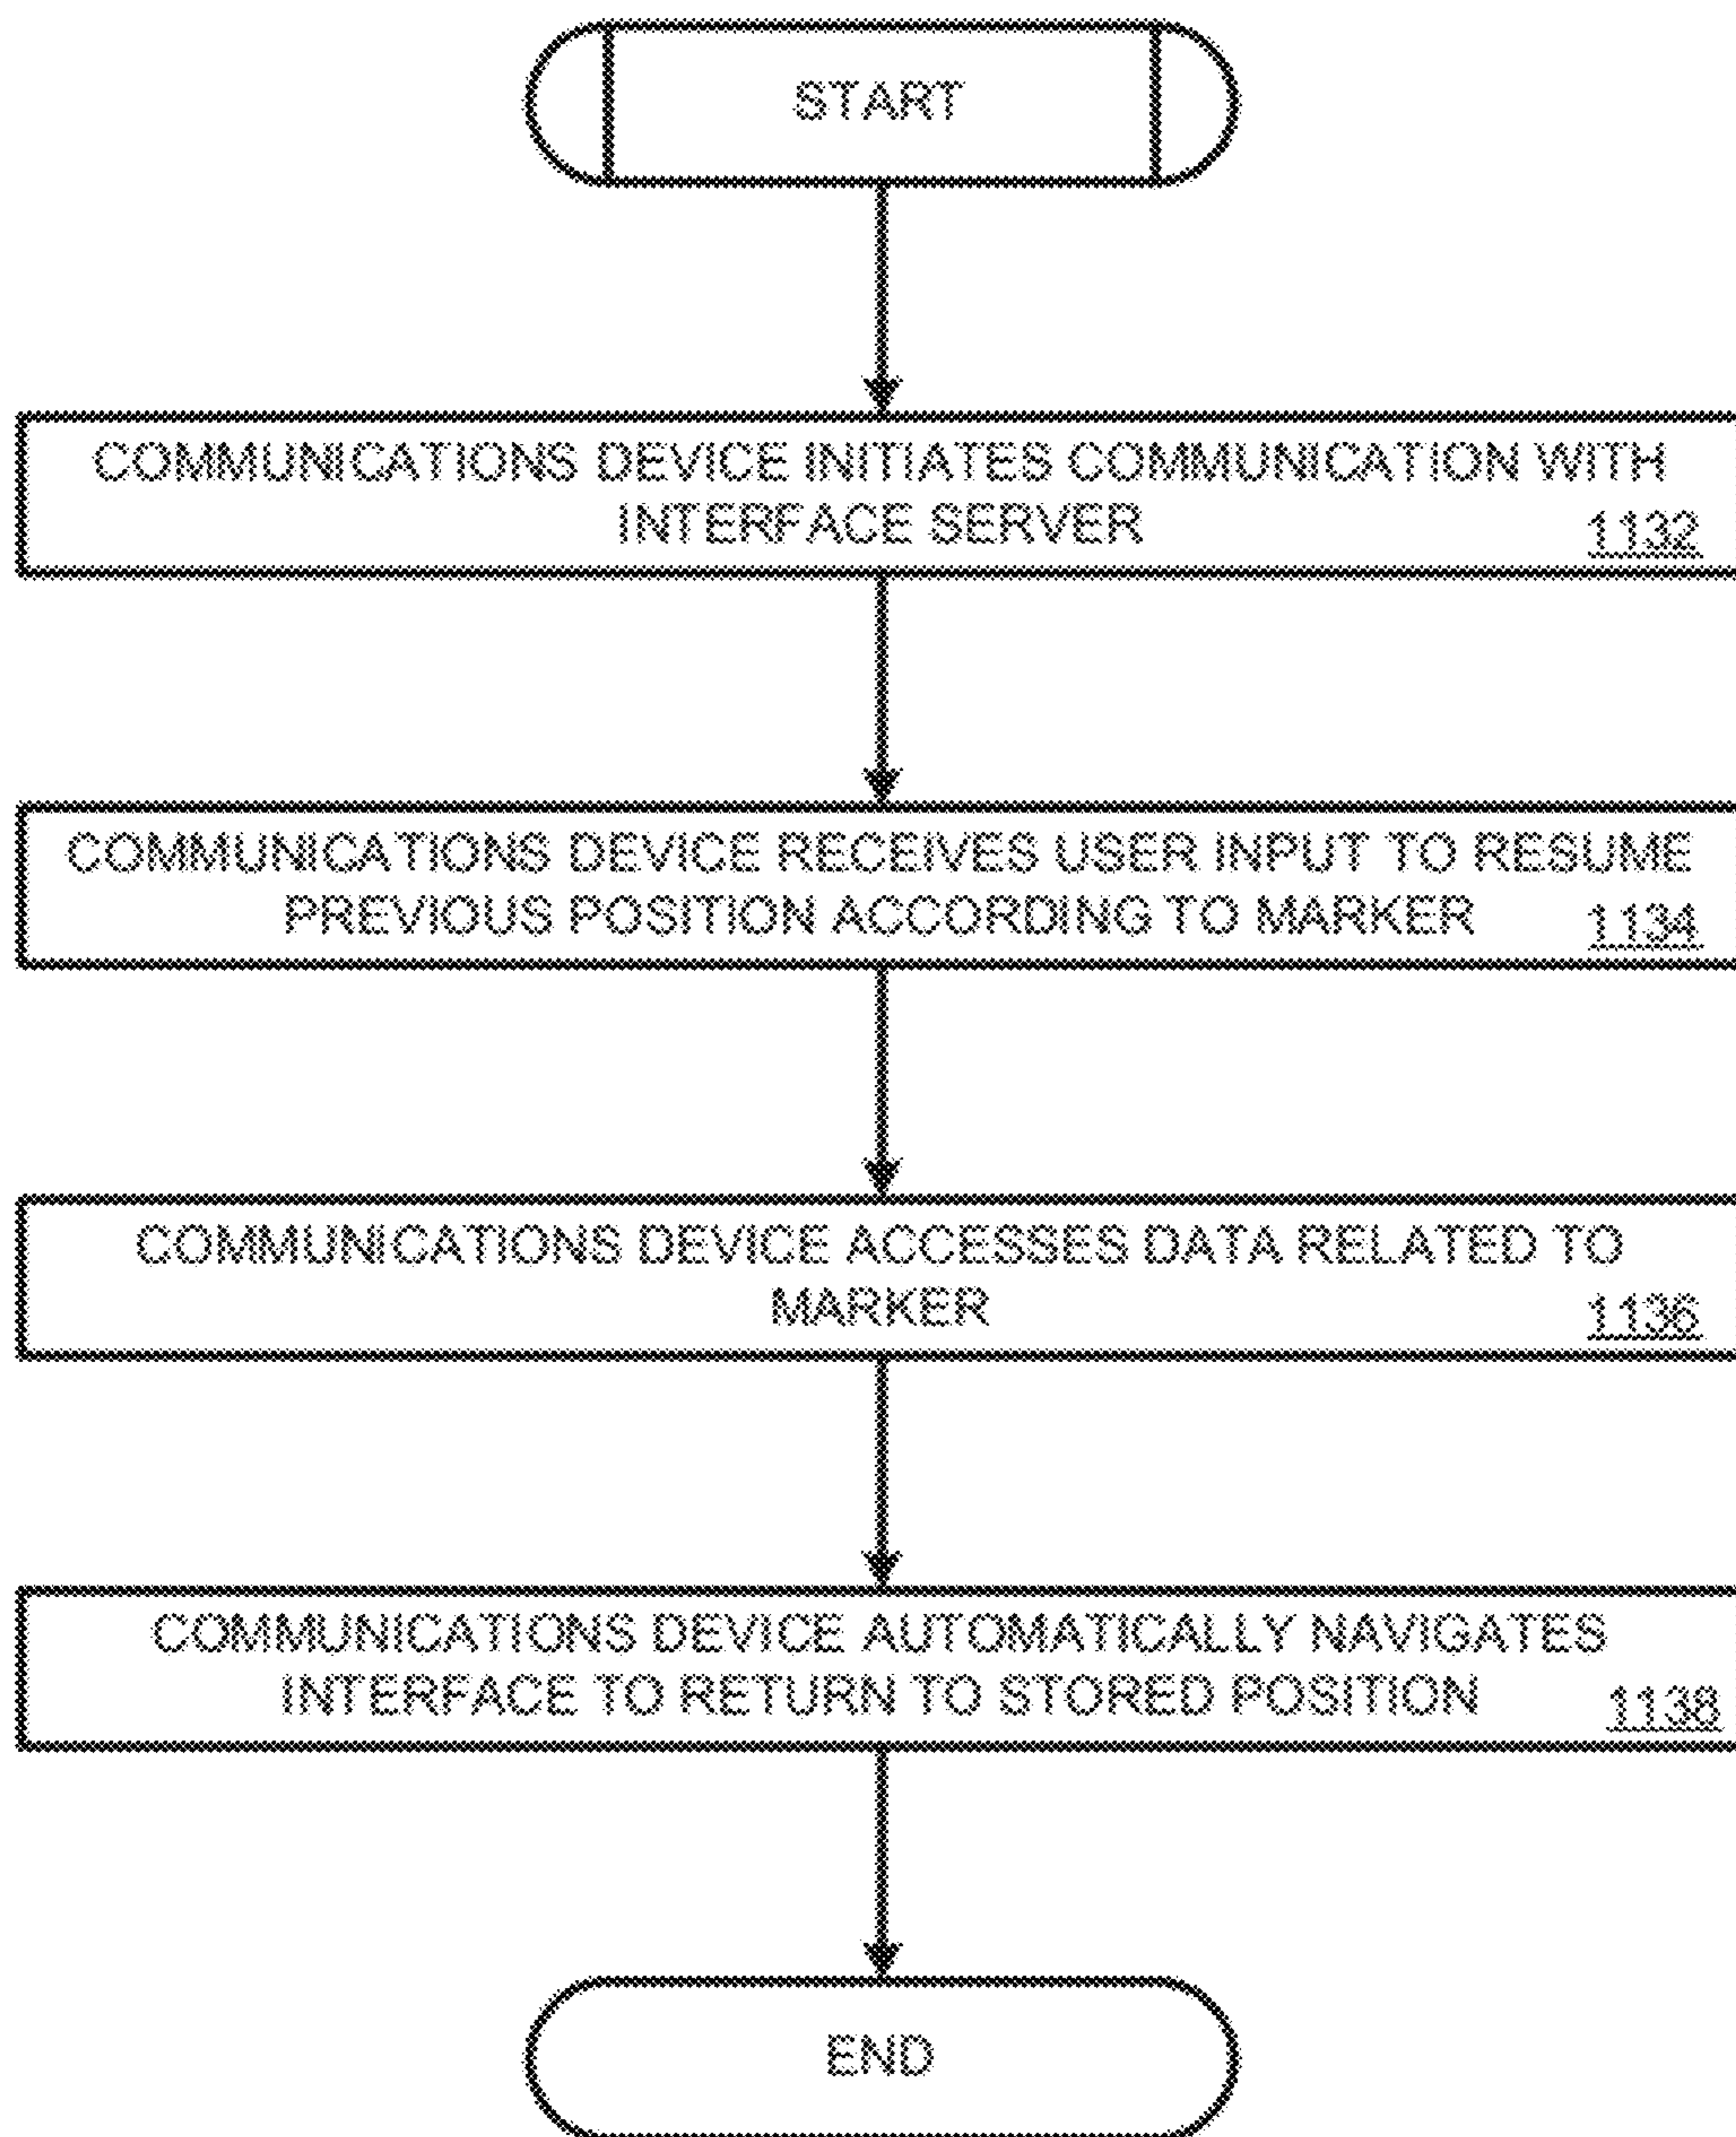 START
COMMUNICATIONS DEVICE INITIATES COMMUNICATION WITH
INTERFACE SERVER
1132
COMMUNICATIONS DEVICE RECEIVES USER INPUT TO RESUME
PREVIOUS POSITION ACCORDING TO MARKER
1134
COMMUNICATIONS DEVICE ACCESSES DATA RELATED TO
MARKER
1136
COMMUNICATIONS DEVICE AUTOMATICALLY NAVIGATES
INTERFACE TO RETURN TO STORED POSITION
1138
END